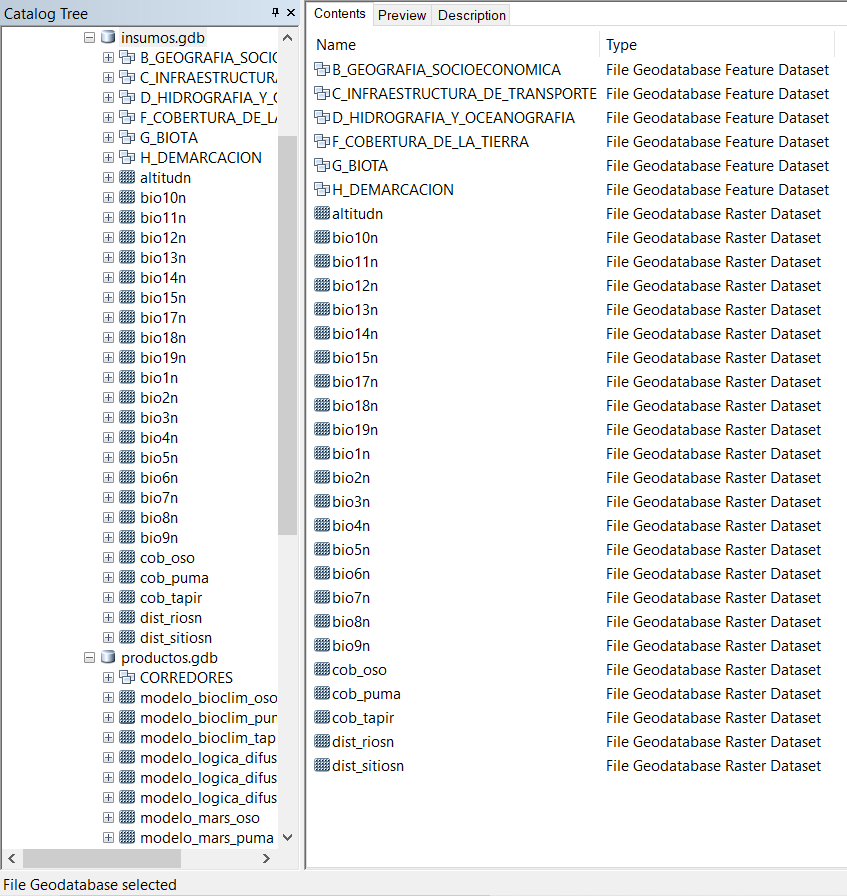 Catalog Tree
insumos.gdb
B_GEOGRAFIA_SOCIO
C_INFRAESTRUCTURA
D_HIDROGRAFIA_Y_O
F_COBERTURA_DE_LA
G_BIOTA
H_DEMARCACION
altitudn
bio10n
bio11n
bio12n
bio13n
bio14n
bio15n
bio17n
bio18n
bio19n
bio1n
bio2n
bio3n
bio4n
bio5n
bio6n
bio7n
bio8n
bio9n
cob_oso
cob_puma
cob_tapir
dist_riosn
dist_sitiosn
productos.gdb
CORREDORES
modelo_bioclim_oso
modelo_bioclim_pum
modelo_bioclim_tap
modelo_logica_difus
modelo_logica_difus
modelo_logica_difus
modelo_mars_oso
modelo_mars_puma
Contents Preview Description
Name Type
B_GEOGRAFIA_SOCIOECONOMICA File Geodatabase Feature Dataset
C_INFRAESTRUCTURA_DE_TRANSPORTE File Geodatabase Feature Dataset
D_HIDROGRAFIA_Y_OCEANOGRAFIA File Geodatabase Feature Dataset
F_COBERTURA_DE_LA_TIERRA File Geodatabase Feature Dataset
G_BIOTA File Geodatabase Feature Dataset
H_DEMARCACION File Geodatabase Feature Dataset
altitudn File Geodatabase Raster Dataset
bio10n File Geodatabase Raster Dataset
bio11n File Geodatabase Raster Dataset
bio12n File Geodatabase Raster Dataset
bio13n File Geodatabase Raster Dataset
bio14n File Geodatabase Raster Dataset
bio15n File Geodatabase Raster Dataset
bio17n File Geodatabase Raster Dataset
bio18n File Geodatabase Raster Dataset
bio19n File Geodatabase Raster Dataset
bio1n File Geodatabase Raster Dataset
bio2n File Geodatabase Raster Dataset
bio3n File Geodatabase Raster Dataset
bio4n File Geodatabase Raster Dataset
bio5n File Geodatabase Raster Dataset
bio6n File Geodatabase Raster Dataset
bio7n File Geodatabase Raster Dataset
bio8n File Geodatabase Raster Dataset
bio9n File Geodatabase Raster Dataset
cob_oso File Geodatabase Raster Dataset
cob_puma File Geodatabase Raster Dataset
cob_tapir File Geodatabase Raster Dataset
dist_riosn File Geodatabase Raster Dataset
dist_sitiosn File Geodatabase Raster Dataset
File Geodatabase selected